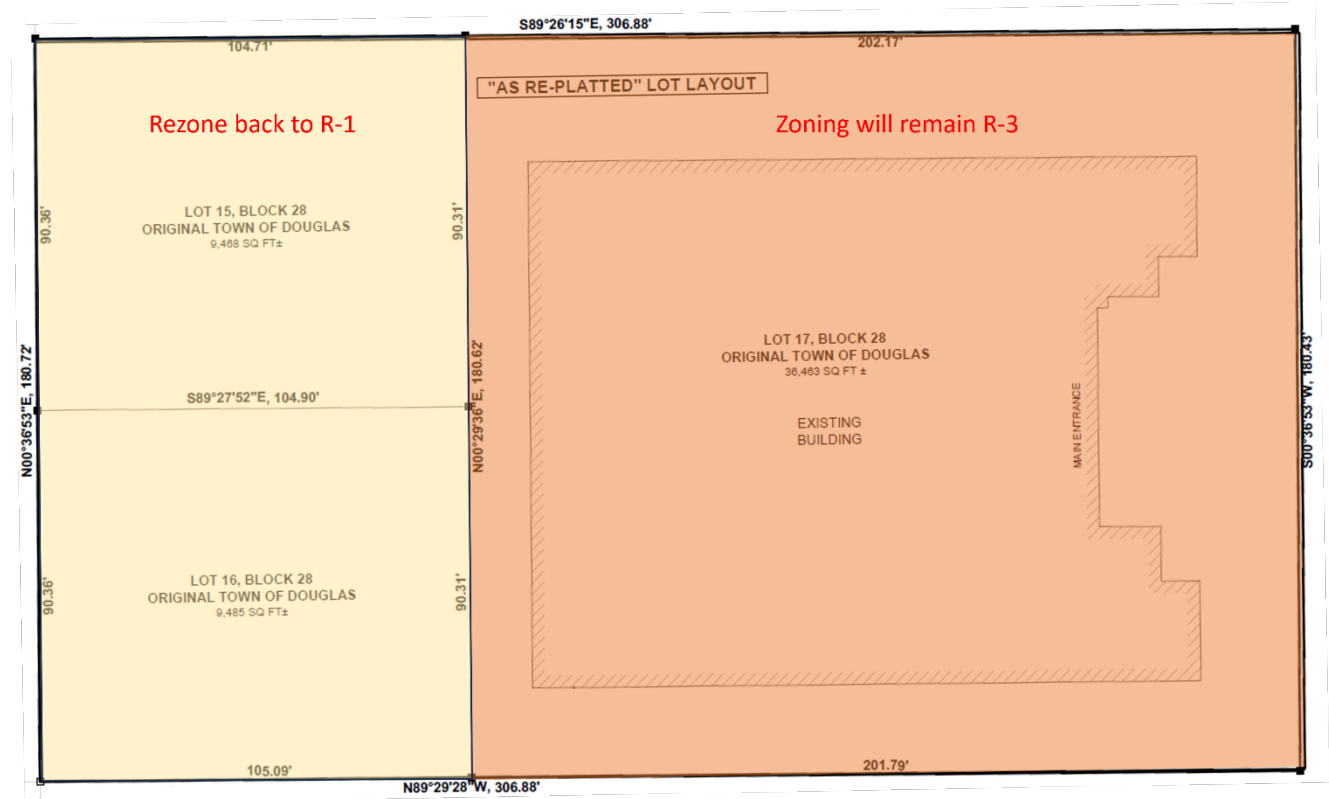 S89°26'15"E, 306.88'
104.71'
202.17'
"AS RE-PLATTED" LOT LAYOUT
Rezone back to R-1
Zoning will remain R-3
90.36'
LOT 15, BLOCK 28
ORIGINAL TOWN OF DOUGLAS
9,468 SQ FT±
90.31'
N00°36'53"E, 180.72'
S89°27'52"E, 104.90'
N00°29'36"E, 180.62'
LOT 17, BLOCK 28
ORIGINAL TOWN OF DOUGLAS
36,463 SQ FT ±
EXISTING
BUILDING
MAIN ENTRANCE
S00°36'53"W, 180.43'
90.36'
LOT 16, BLOCK 28
ORIGINAL TOWN OF DOUGLAS
9,485 SQ FT±
90.31'
105.09'
201.79'
N89°29'28"W, 306.88'